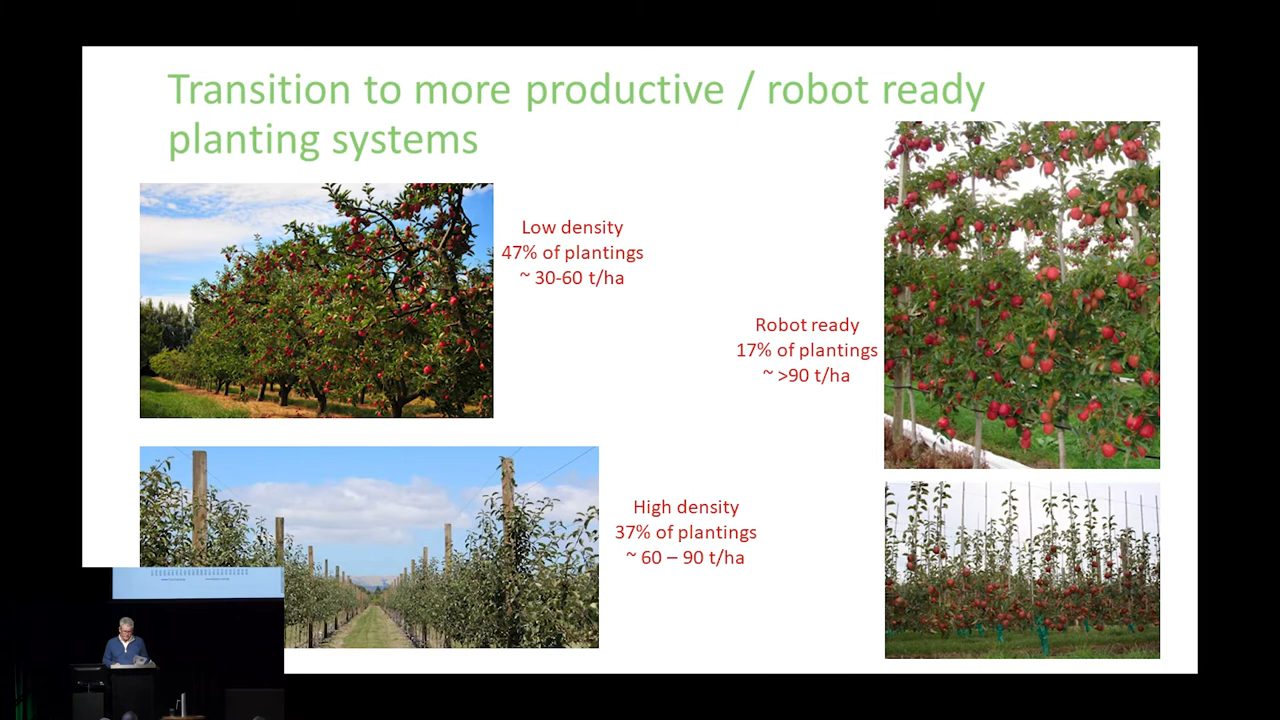 Transition to more productive / robot ready
planting systems
Low density
47% of plantings
~ 30-60 t/ha
Robot ready
17% of plantings
~ >90 t/ha
High density
37% of plantings
~ 60 – 90 t/ha